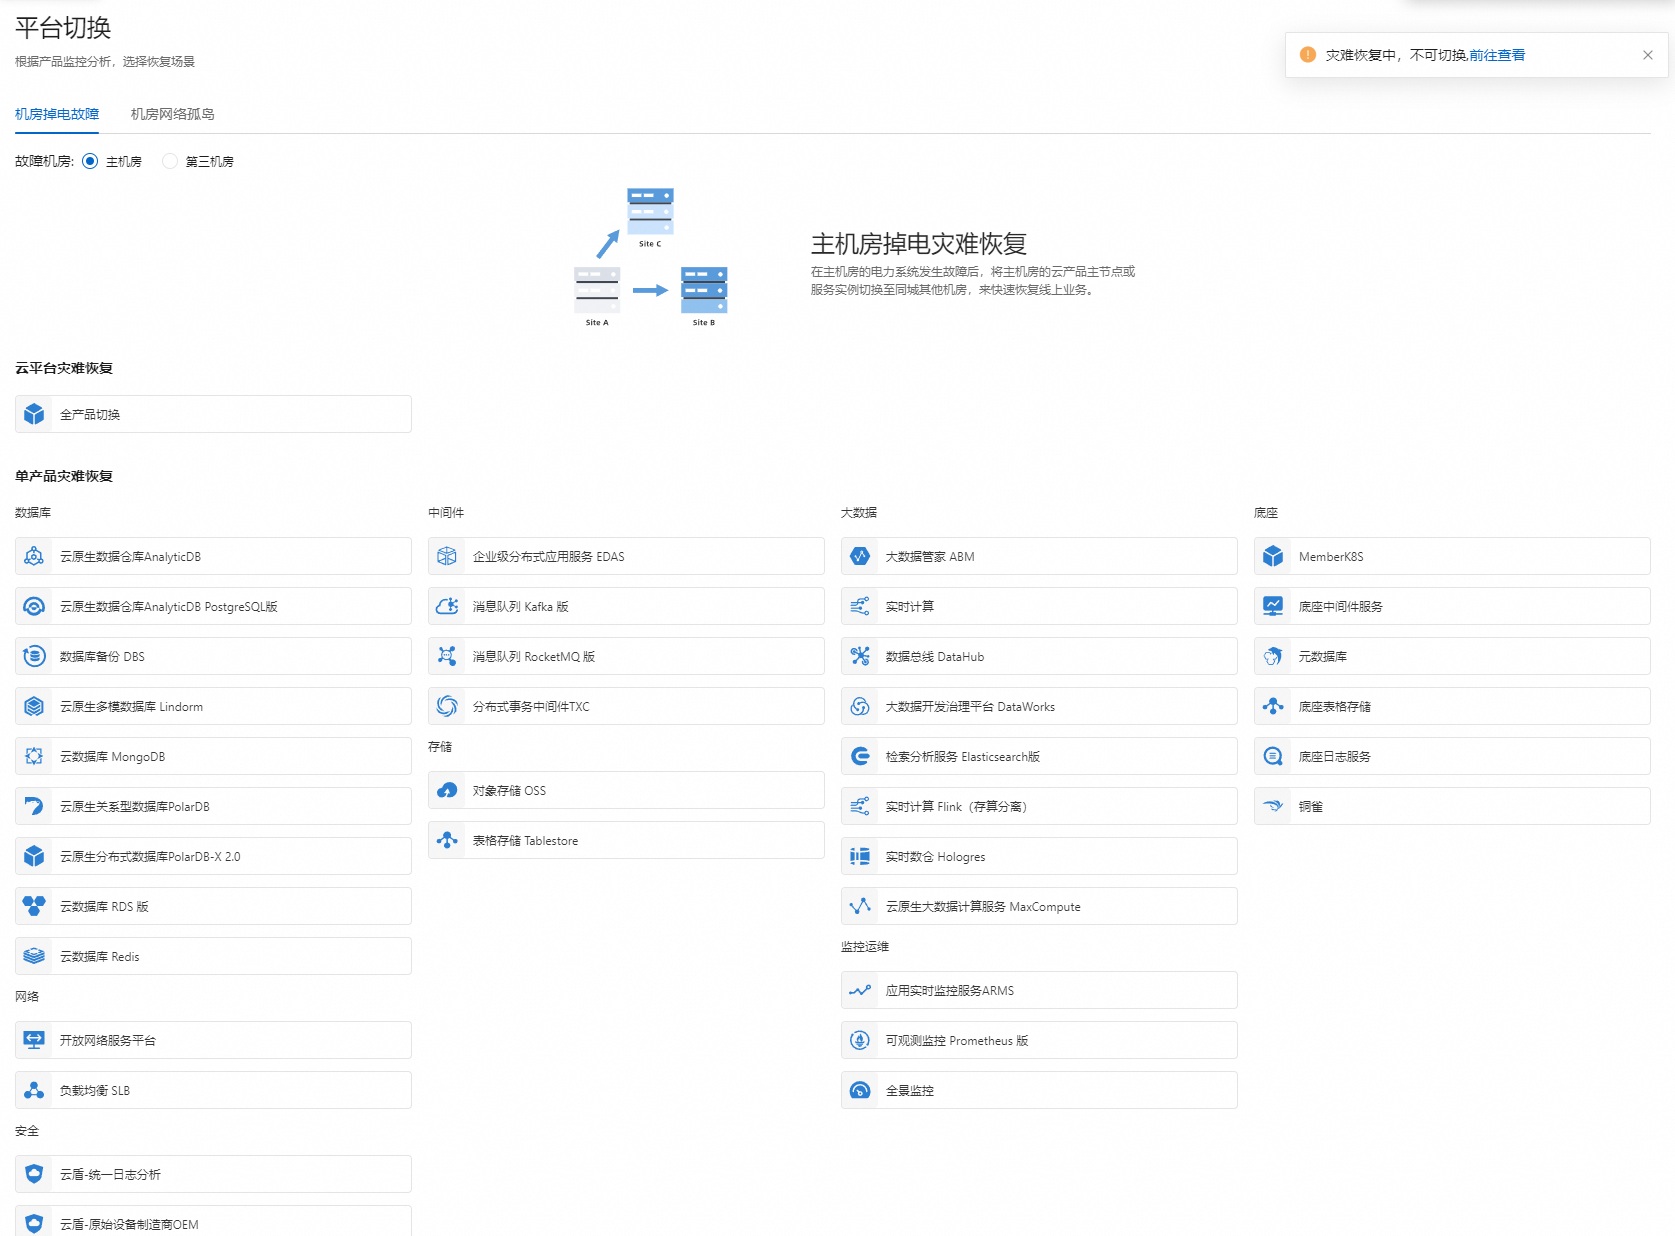 平台切换
根据产品监控分析，选择恢复场景
灾难恢复中，不可切换,前往查看
机房掉电故障
机房网络孤岛
故障机房:
主机房
第三机房
Site C
Site A
Site B
主机房掉电灾难恢复
在主机房的电力系统发生故障后，将主机房的云产品主节点或
服务实例切换至同城其他机房，来快速恢复线上业务。
云平台灾难恢复
全产品切换
单产品灾难恢复
数据库
云原生数据仓库AnalyticDB
云原生数据仓库AnalyticDB PostgreSQL版
数据库备份 DBS
云原生多模数据库 Lindorm
云数据库 MongoDB
云原生关系型数据库PolarDB
云原生分布式数据库PolarDB-X 2.0
云数据库 RDS 版
云数据库 Redis
网络
开放网络服务平台
负载均衡 SLB
安全
云盾-统一日志分析
云盾-原始设备制造商OEM
中间件
企业级分布式应用服务 EDAS
消息队列 Kafka 版
消息队列 RocketMQ 版
分布式事务中间件TXC
存储
对象存储 OSS
表格存储 Tablestore
大数据
大数据管家 ABM
实时计算
数据总线 DataHub
大数据开发治理平台 DataWorks
检索分析服务 Elasticsearch版
实时计算 Flink（存算分离）
实时数仓 Hologres
云原生大数据计算服务 MaxCompute
监控运维
应用实时监控服务ARMS
可观测监控 Prometheus 版
全景监控
底座
MemberK8S
底座中间件服务
元数据库
底座表格存储
底座日志服务
铜雀